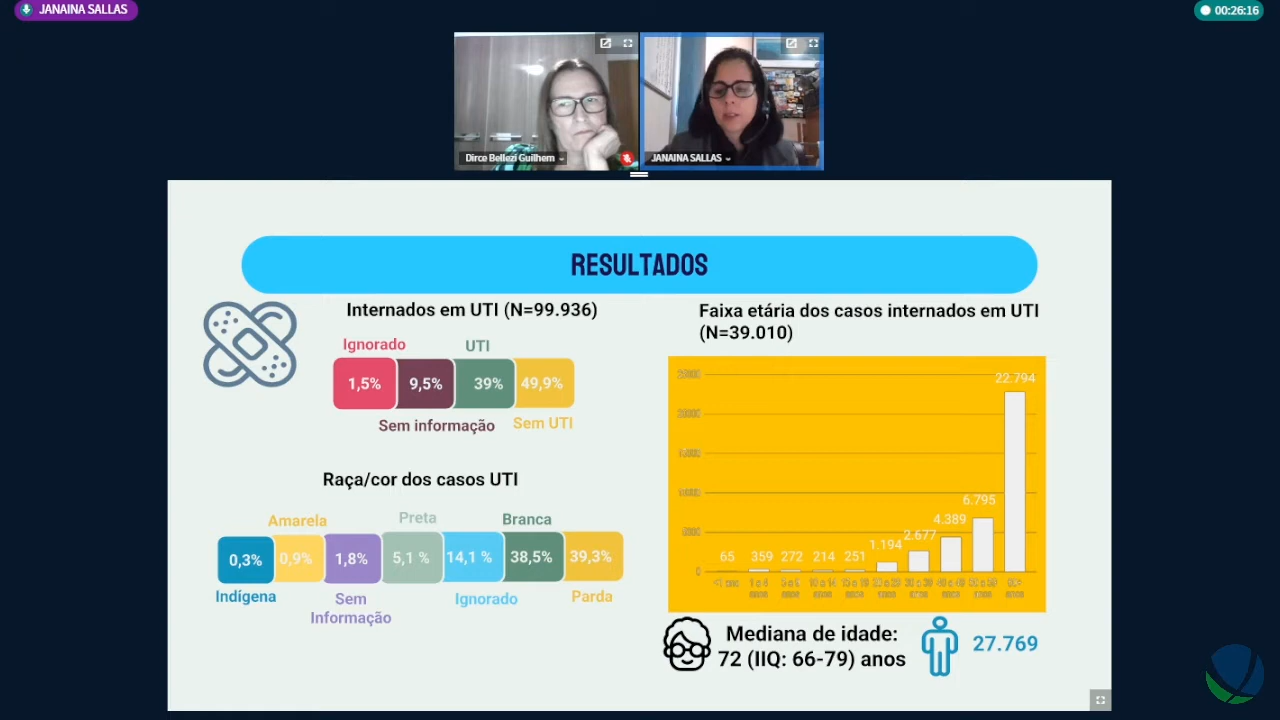 JANAINA SALLAS
00:26:16
Dirce Bellezi Guilhem
JANAINA SALLAS
RESULTADOS
Internados em UTI (N=99.936)
Ignorado
UTI
1,5%
9,5%
39%
49,9%
Sem informação
Sem UTI
Raça/cor dos casos UTI
Amarela
Preta
Branca
0,3%
0,9%
1,8%
5,1 %
14,1 %
38,5%
39,3%
Indígena
Sem
Informação
Ignorado
Parda
Faixa etária dos casos internados em UTI
(N=39.010)
22.794
6.795
4.389
2.677
1.194
65
359
272
214
251
0
Mediana de idade:
72 (IIQ: 66-79) anos
27.769